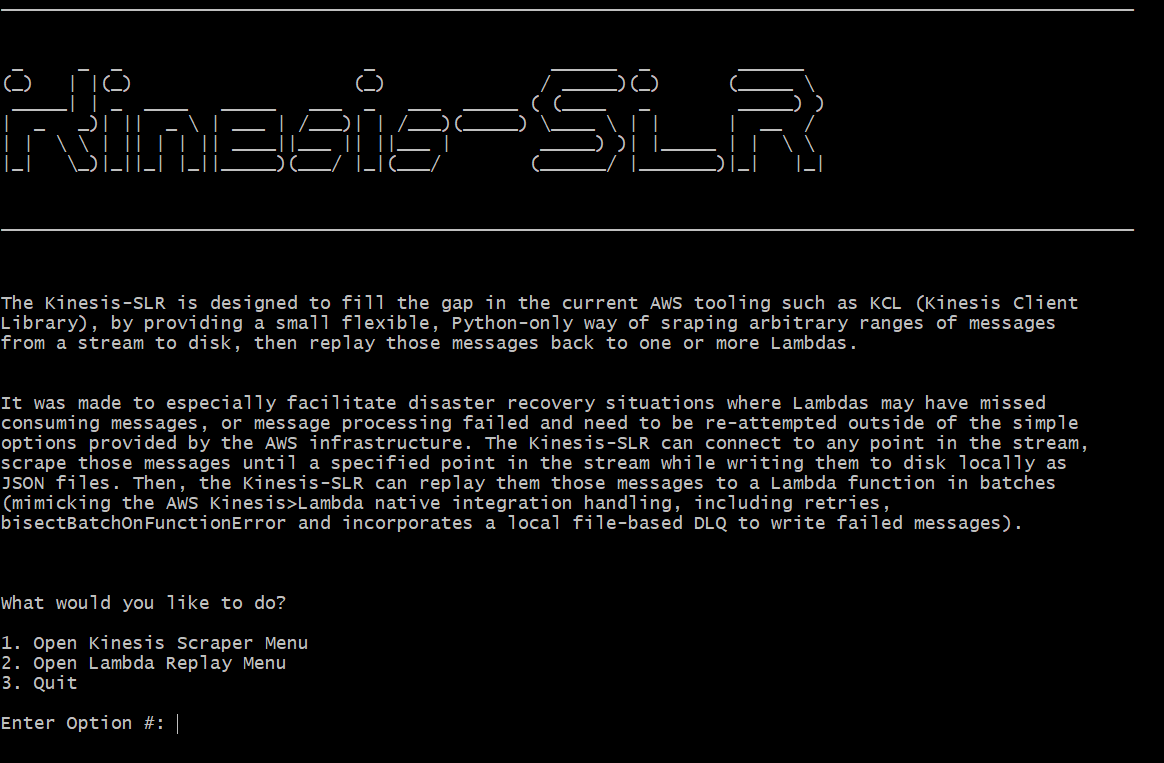 Kinesis-SLR
The Kinesis-SLR is designed to fill the gap in the current AWS tooling such as KCL (Kinesis Client
Library), by providing a small flexible, Python-only way of sraping arbitrary ranges of messages
from a stream to disk, then replay those messages back to one or more Lambdas.
It was made to especially facilitate disaster recovery situations where Lambdas may have missed
consuming messages, or message processing failed and need to be re-attempted outside of the simple
options provided by the AWS infrastructure. The Kinesis-SLR can connect to any point in the stream,
scrape those messages until a specified point in the stream while writing them to disk locally as
JSON files. Then, the Kinesis-SLR can replay them those messages to a Lambda function in batches
(mimicking the AWS Kinesis>Lambda native integration handling, including retries,
bisectBatchOnFunctionError and incorporates a local file-based DLQ to write failed messages).
What would you like to do?
1. Open Kinesis Scraper Menu
2. Open Lambda Replay Menu
3. Quit
Enter Option #: